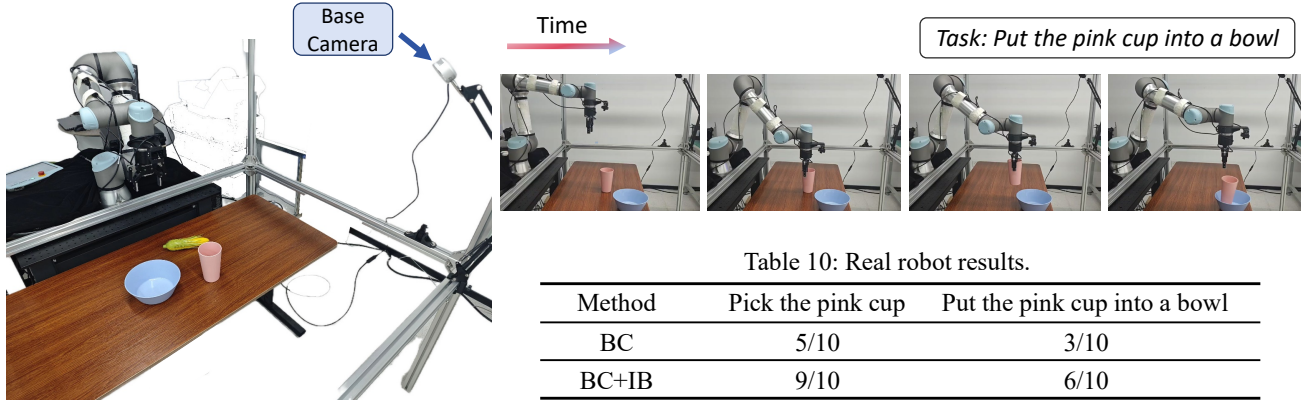 Base
Camera
Time
Task: Put the pink cup into a bowl
Table 10: Real robot results.
Method Pick the pink cup Put the pink cup into a bowl
BC 5/10 3/10
BC+IB 9/10 6/10